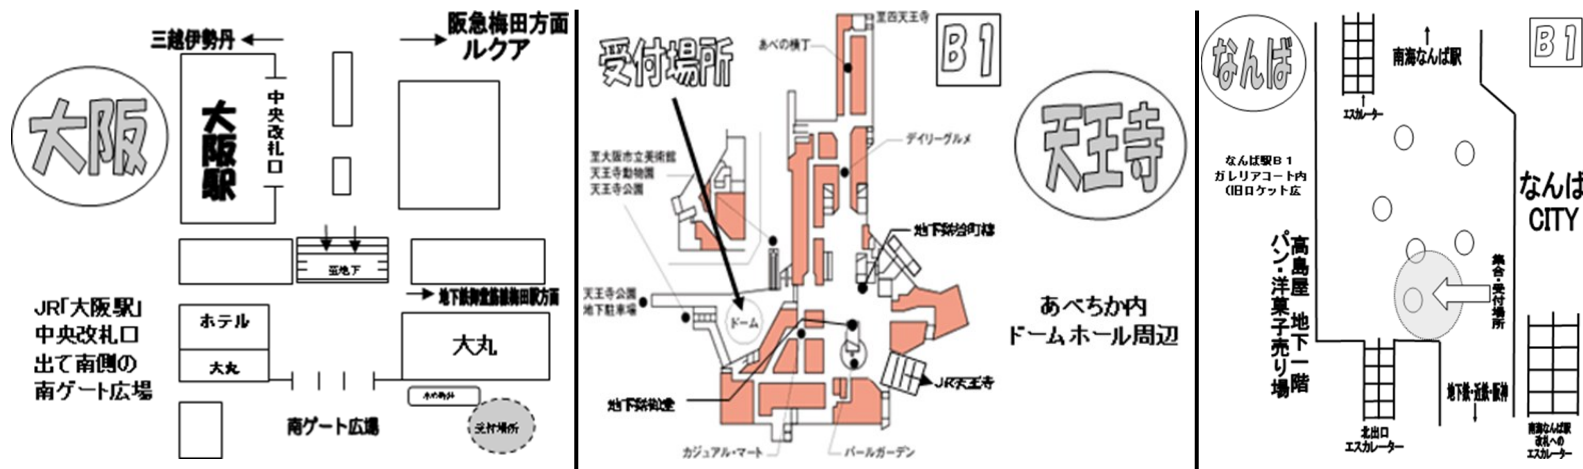 三越伊勢丹
阪急梅田方面
ルクア
大阪
大阪駅
中央改札口
至地下
地下鉄御堂筋線梅田駅方面
JR「大阪駅」
中央改札口
出て南側の
南ゲート広場
ホテル
大丸
大丸
水の時計
南ゲート広場
受付場所
受付場所
B1
天王寺
至四天王寺
あべの横丁
デイリーグルメ
至大阪市立美術館
天王寺動物園
天王寺公園
地下鉄谷町線
天王寺公園
地下駐車場
ドーム
あべちか内
ドームホール周辺
JR天王寺
地下鉄御堂
カジュアル・マート
パールガーデン
なんば
B1
南海なんば駅
エスカレーター
なんば駅B1
ガレリアコート内
(旧ロケット広
なんば
CITY
高島屋 地下一階
パン・洋菓子売り場
集合・受付場所
地下鉄・近鉄・阪神
北出口
エスカレーター
南海なんば駅
改札への
エスカレーター